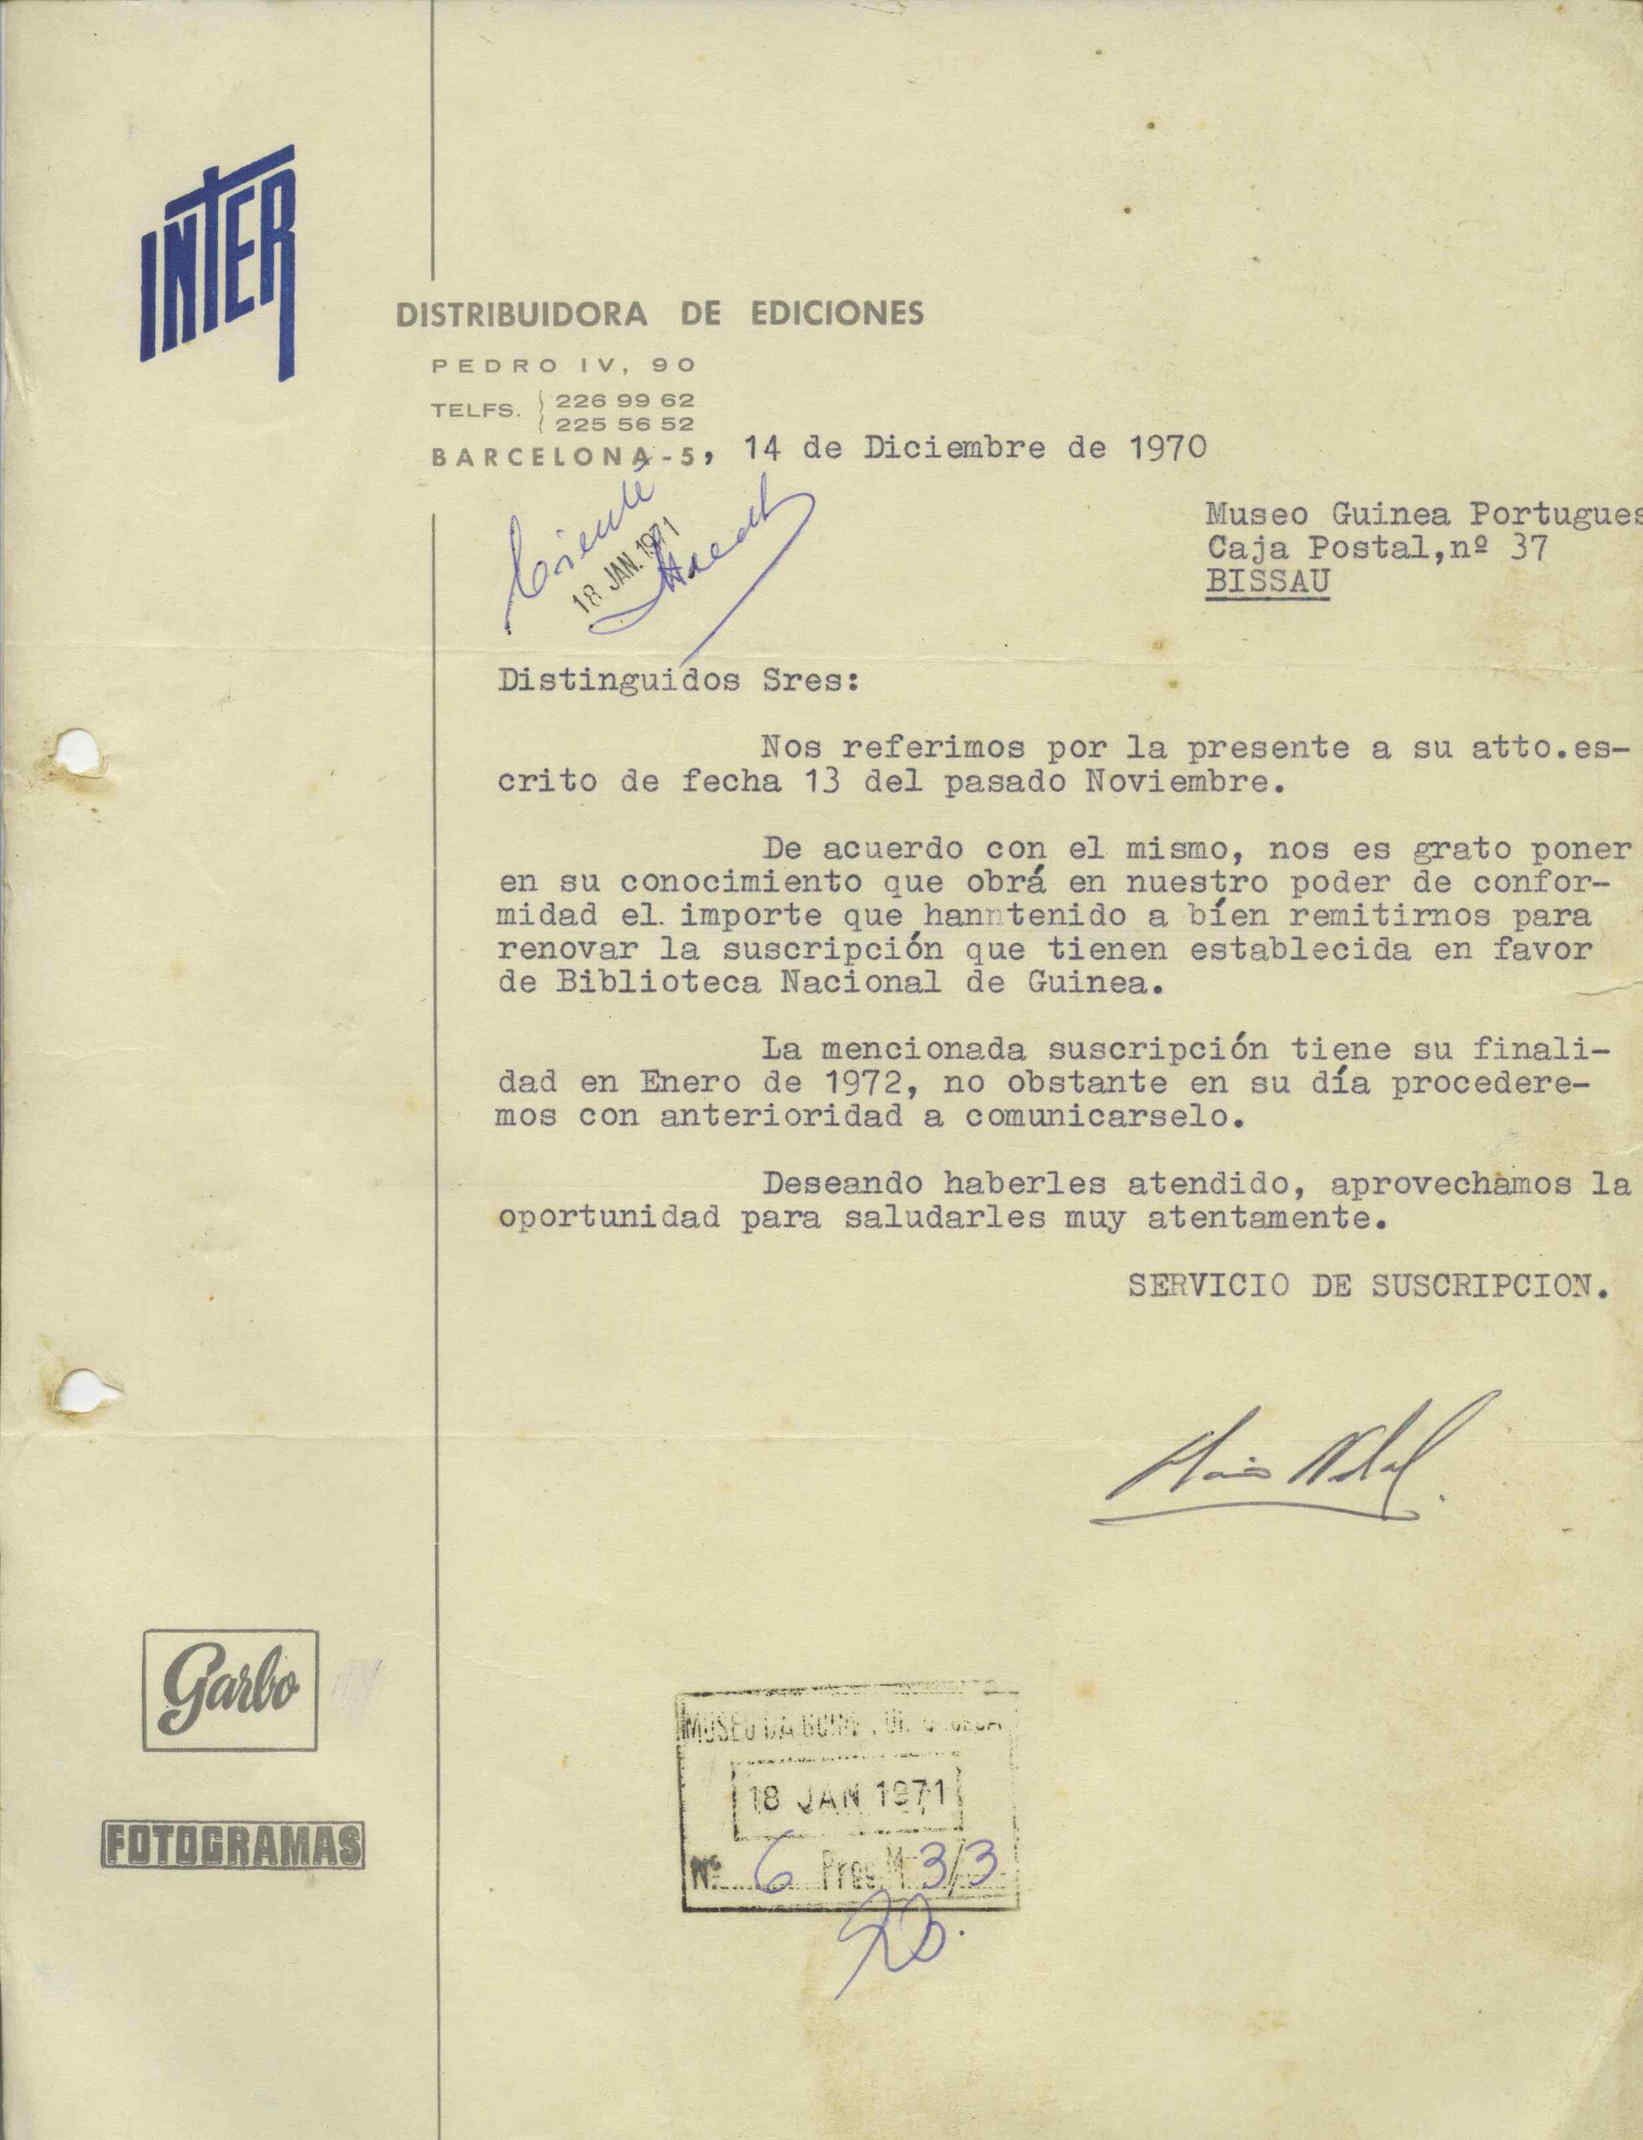 INTER
DISTRIBUIDORA DE EDICIONES
PEDRO IV, 90
TELFS. 226 99 62
225 56 52
BARCELONA-5, 14 de Diciembre de 1970
Museo Guinea Portugues
Caja Postal,nº 37
BISSAU
18 JAN. 1971
Distinguidos Sres:
Nos referimos por la presente a su atto.es-
crito de fecha 13 del pasado Noviembre.
De acuerdo con el mismo, nos es grato poner
en su conocimiento que obrá en nuestro poder de confor-
midad el. importe que hanntenido a bíen remitirnos para
renovar la suscripción que tienen establecida en favor
de Biblioteca Nacional de Guinea.
La mencionada suscripción tiene su finali-
dad en Enero de 1972, no obstante en su día procedere-
mos con anterioridad a comunicarselo.
Deseando haberles atendido, aprovechamos la
oportunidad para saludarles muy atentamente.
SERVICIO DE SUSCRIPCION.
Garbo
FOTOGRAMAS
MUSEU DA
18 JAN 1971
Nº 6 3/3